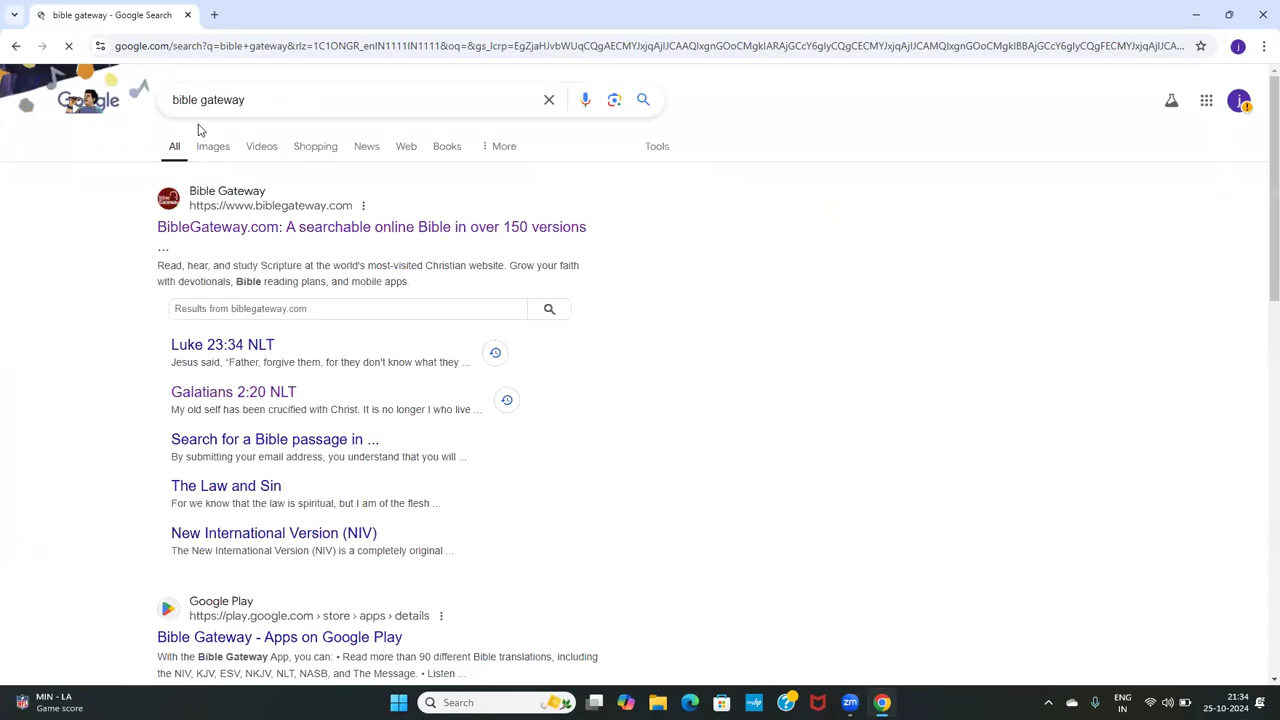 bible gateway - Google Search
google.com/search?q=bible+gateway&rlz=1C1ONGR_enIN1111IN1111&oq=&gs_lcrp=
j
Google
bible gateway
j
All
Images
Videos
Shopping
News
Web
Books
More
Tools
Bible Gateway
https://www.biblegateway.com
BibleGateway.com: A searchable online Bible in over 150 versions
...
Read, hear, and study Scripture at the world's most-visited Christian website. Grow your faith
with devotionals, Bible reading plans, and mobile apps.
Results from biblegateway.com
Luke 23:34 NLT
Jesus said, “Father, forgive them, for they don't know what they ...
Galatians 2:20 NLT
My old self has been crucified with Christ. It is no longer I who live ...
Search for a Bible passage in ...
By submitting your email address, you understand that you will ...
The Law and Sin
For we know that the law is spiritual, but I am of the flesh ...
New International Version (NIV)
The New International Version (NIV) is a completely original ...
Google Play
https://play.google.com › store › apps › details
Bible Gateway - Apps on Google Play
With the Bible Gateway App, you can: • Read more than 90 different Bible translations, including
the NIV, KJV, ESV, NKJV, NLT, NASB, and The Message. • Listen ...
MIN - LA
Game score
Search
ENG
IN
21:34
25-10-2024